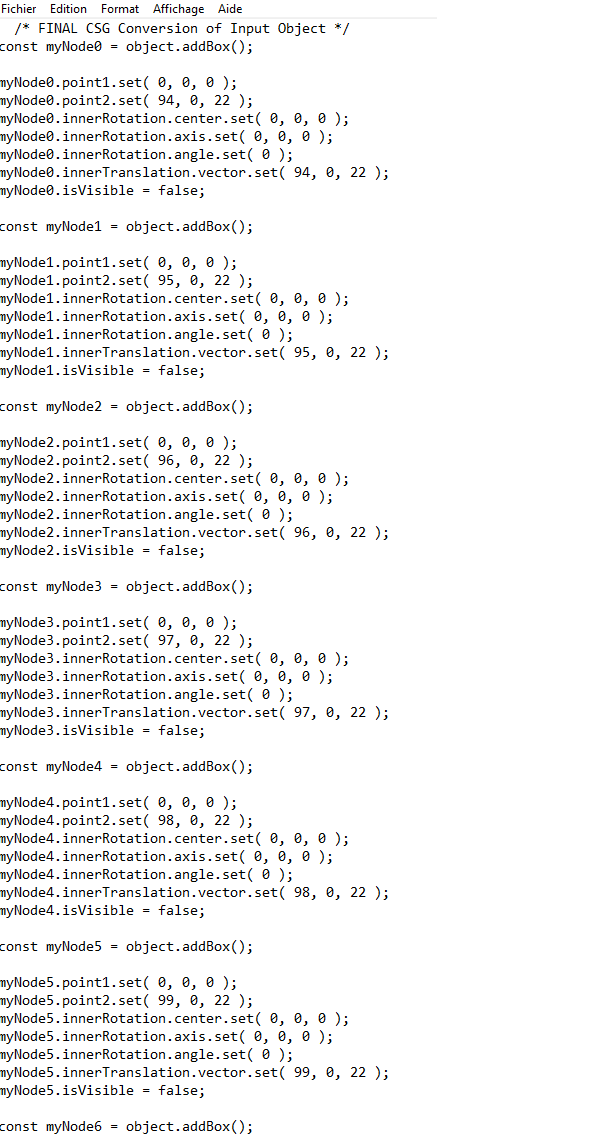 Fichier Edition Format Affichage Aide
/* FINAL CSG Conversion of Input Object */
const myNode0 = object.addBox();
myNode0.point1.set( 0, 0, 0 );
myNode0.point2.set( 94, 0, 22 );
myNode0.innerRotation.center.set( 0, 0, 0 );
myNode0.innerRotation.axis.set( 0, 0, 0 );
myNode0.innerRotation.angle.set( 0 );
myNode0.innerTranslation.vector.set( 94, 0, 22 );
myNode0.isVisible = false;
const myNode1 = object.addBox();
myNode1.point1.set( 0, 0, 0 );
myNode1.point2.set( 95, 0, 22 );
myNode1.innerRotation.center.set( 0, 0, 0 );
myNode1.innerRotation.axis.set( 0, 0, 0 );
myNode1.innerRotation.angle.set( 0 );
myNode1.innerTranslation.vector.set( 95, 0, 22 );
myNode1.isVisible = false;
const myNode2 = object.addBox();
myNode2.point1.set( 0, 0, 0 );
myNode2.point2.set( 96, 0, 22 );
myNode2.innerRotation.center.set( 0, 0, 0 );
myNode2.innerRotation.axis.set( 0, 0, 0 );
myNode2.innerRotation.angle.set( 0 );
myNode2.innerTranslation.vector.set( 96, 0, 22 );
myNode2.isVisible = false;
const myNode3 = object.addBox();
myNode3.point1.set( 0, 0, 0 );
myNode3.point2.set( 97, 0, 22 );
myNode3.innerRotation.center.set( 0, 0, 0 );
myNode3.innerRotation.axis.set( 0, 0, 0 );
myNode3.innerRotation.angle.set( 0 );
myNode3.innerTranslation.vector.set( 97, 0, 22 );
myNode3.isVisible = false;
const myNode4 = object.addBox();
myNode4.point1.set( 0, 0, 0 );
myNode4.point2.set( 98, 0, 22 );
myNode4.innerRotation.center.set( 0, 0, 0 );
myNode4.innerRotation.axis.set( 0, 0, 0 );
myNode4.innerRotation.angle.set( 0 );
myNode4.innerTranslation.vector.set( 98, 0, 22 );
myNode4.isVisible = false;
const myNode5 = object.addBox();
myNode5.point1.set( 0, 0, 0 );
myNode5.point2.set( 99, 0, 22 );
myNode5.innerRotation.center.set( 0, 0, 0 );
myNode5.innerRotation.axis.set( 0, 0, 0 );
myNode5.innerRotation.angle.set( 0 );
myNode5.innerTranslation.vector.set( 99, 0, 22 );
myNode5.isVisible = false;
const myNode6 = object.addBox();